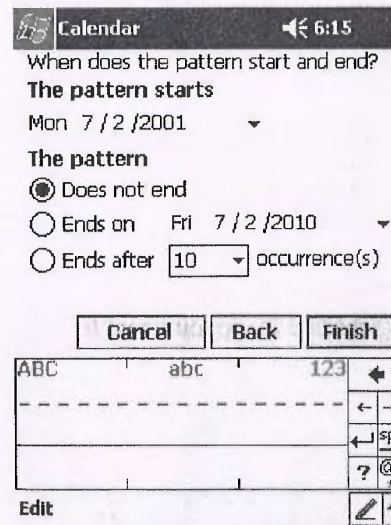 Calendar 6:15
When does the pattern start and end?
The pattern starts
Mon 7 / 2 /2001
The pattern
Does not end
Ends on Fri 7 / 2 /2010
Ends after 10 occurrence(s)
Cancel Back Finish
ABC abc 123
? @
Edit